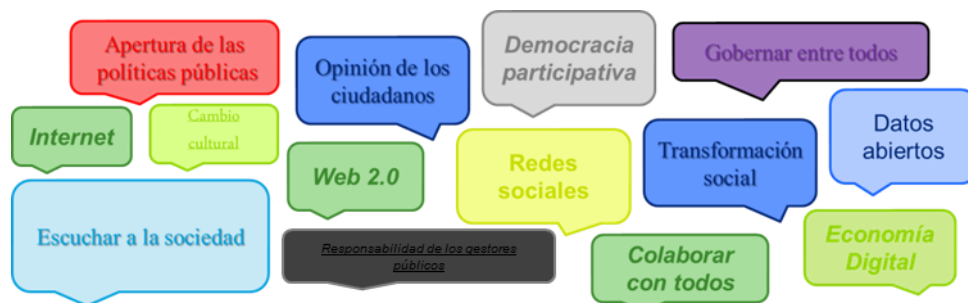 Apertura de las
políticas públicas
Opinión de los
ciudadanos
Democracia
participativa
Gobernar entre todos
Internet
Cambio
cultural
Web 2.0
Redes
sociales
Transformación
social
Datos
abiertos
Escuchar a la sociedad
Responsabilidad de los gestores
públicos
Colaborar
con todos
Economía
Digital